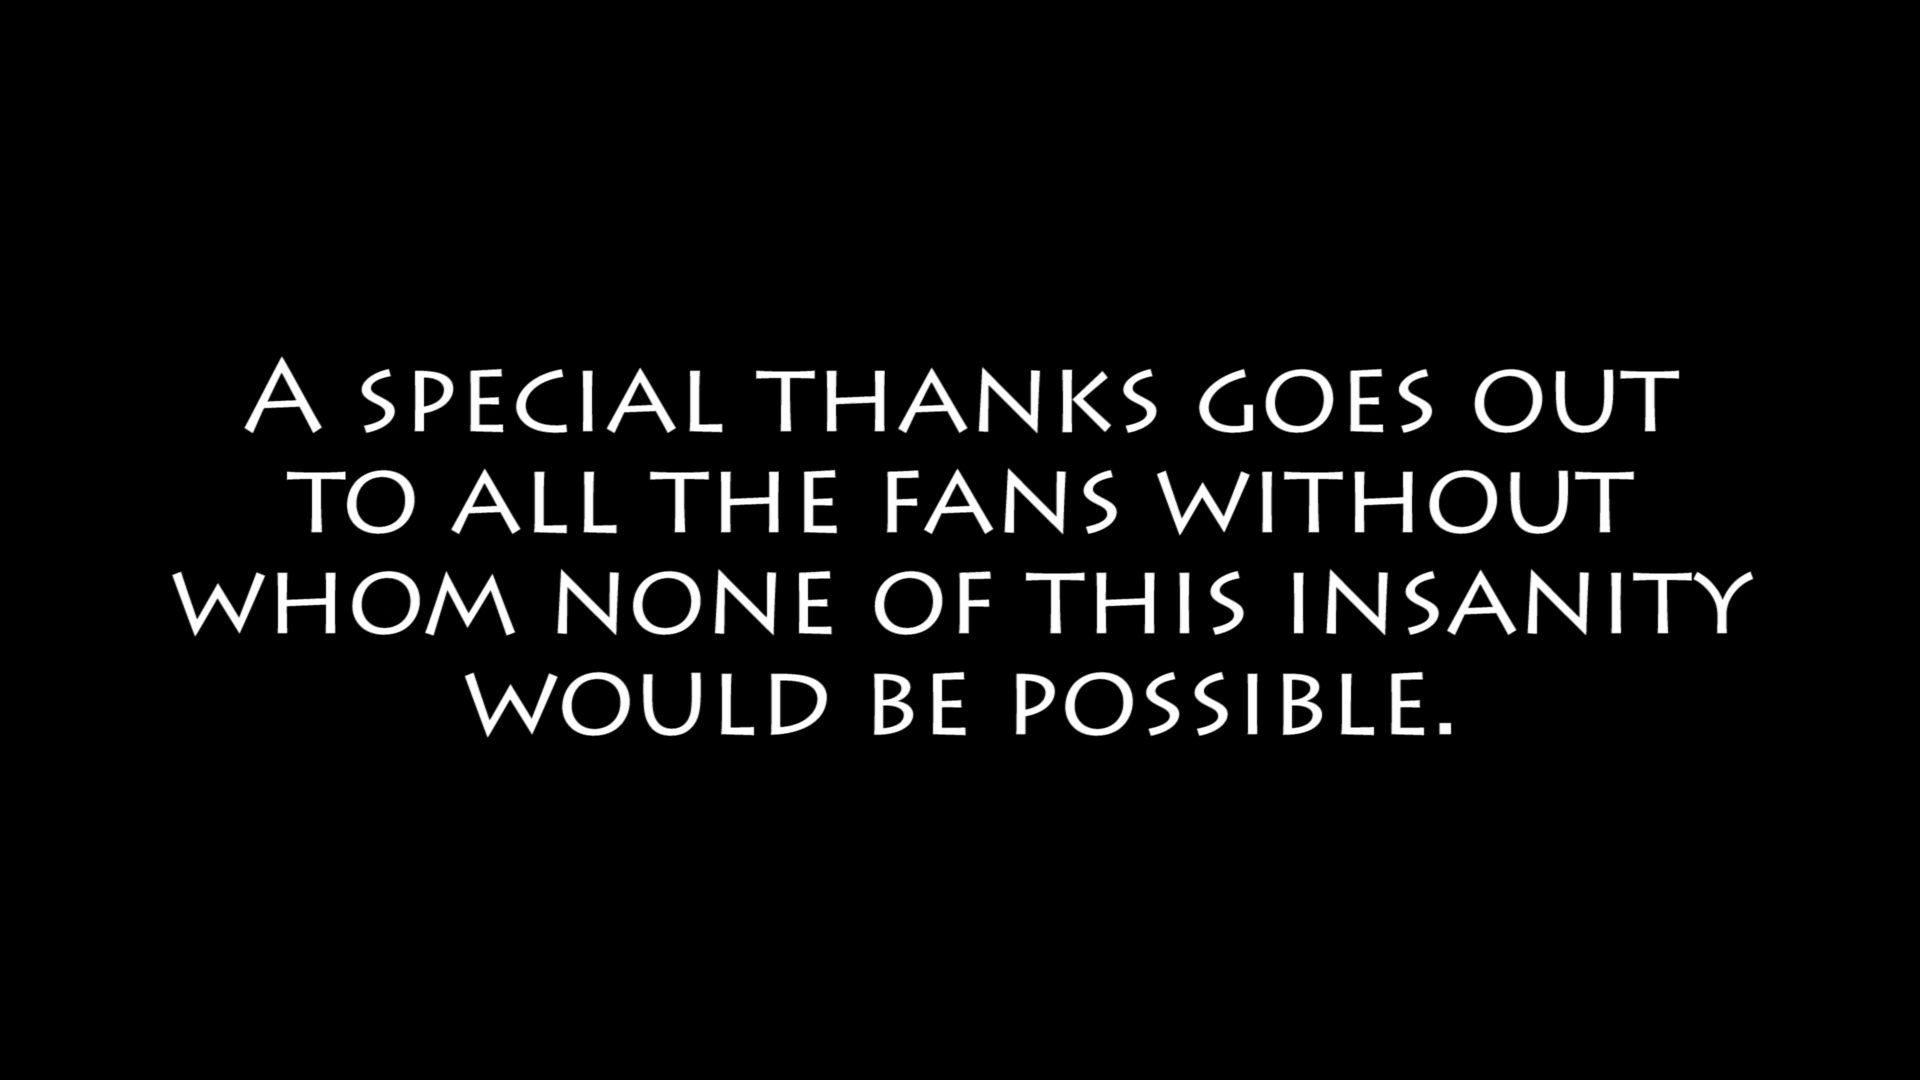 A SPECIAL THANKS GOES OUT
TO ALL THE FANS WITHOUT
WHOM NONE OF THIS INSANITY
WOULD BE POSSIBLE.